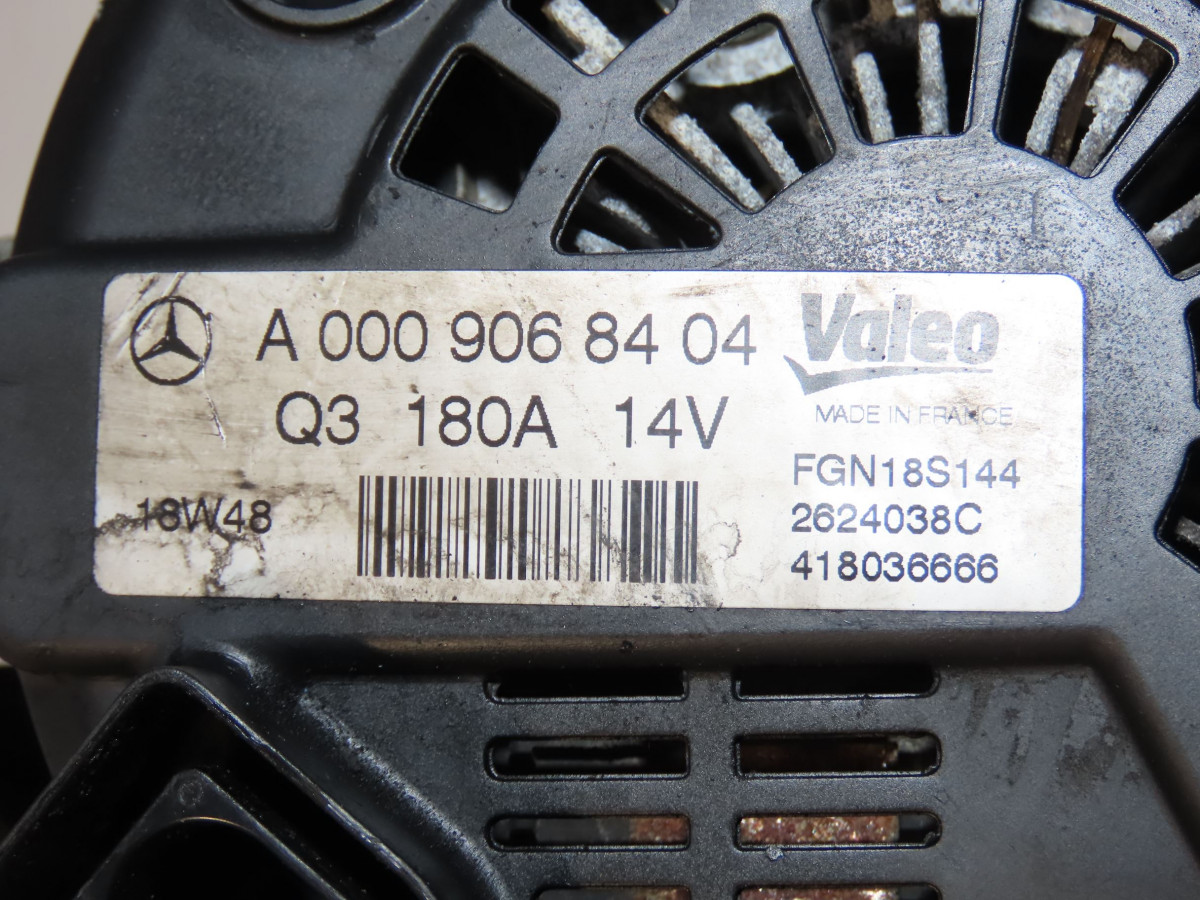 A 000 906 84 04
Valeo
MADE IN FRANCE
Q3 180A 14V
FGN18S144
18W48
2624038C
418036666